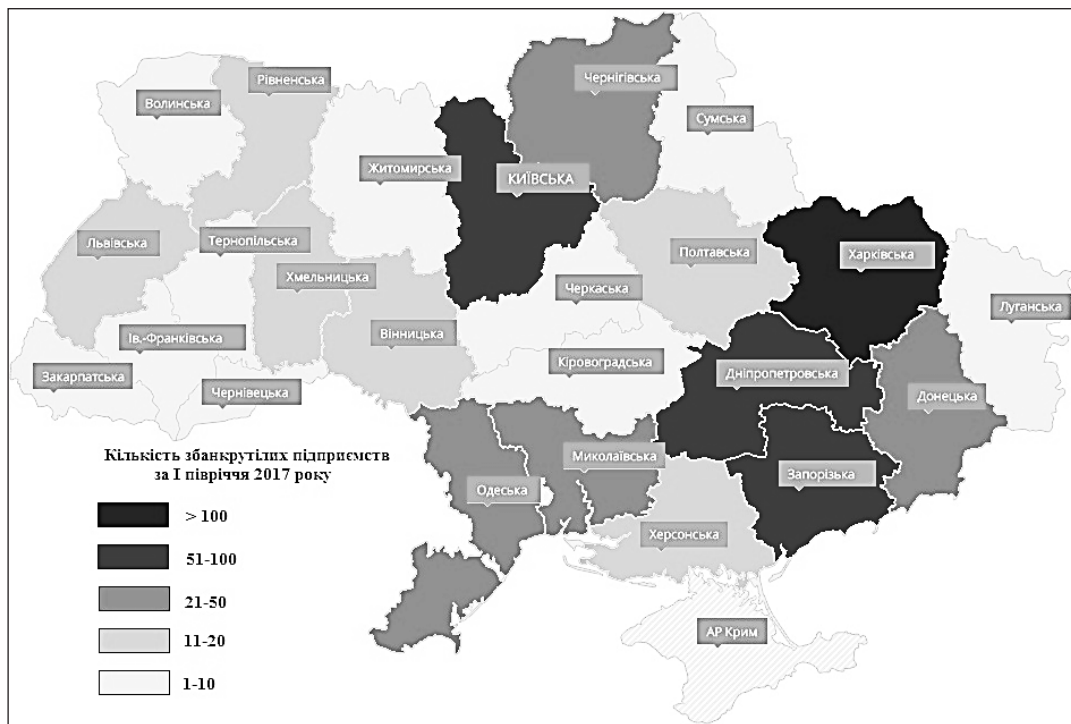 Рівненська
Волинська
Чернігівська
Сумська
Житомирська
КИЇВСЬКА
Львівська
Тернопільська
Полтавська
Харківська
Хмельницька
Черкаська
Луганська
Ів.-Франківська
Вінницька
Кіровоградська
Закарпатська
Чернівецька
Дніпропетровська
Донецька
Кількість збанкрутілих підприємств
за І півріччя 2017 року
Миколаївська
Запорізька
Одеська
Херсонська
АР Крим
> 100
51-100
21-50
11-20
1-10